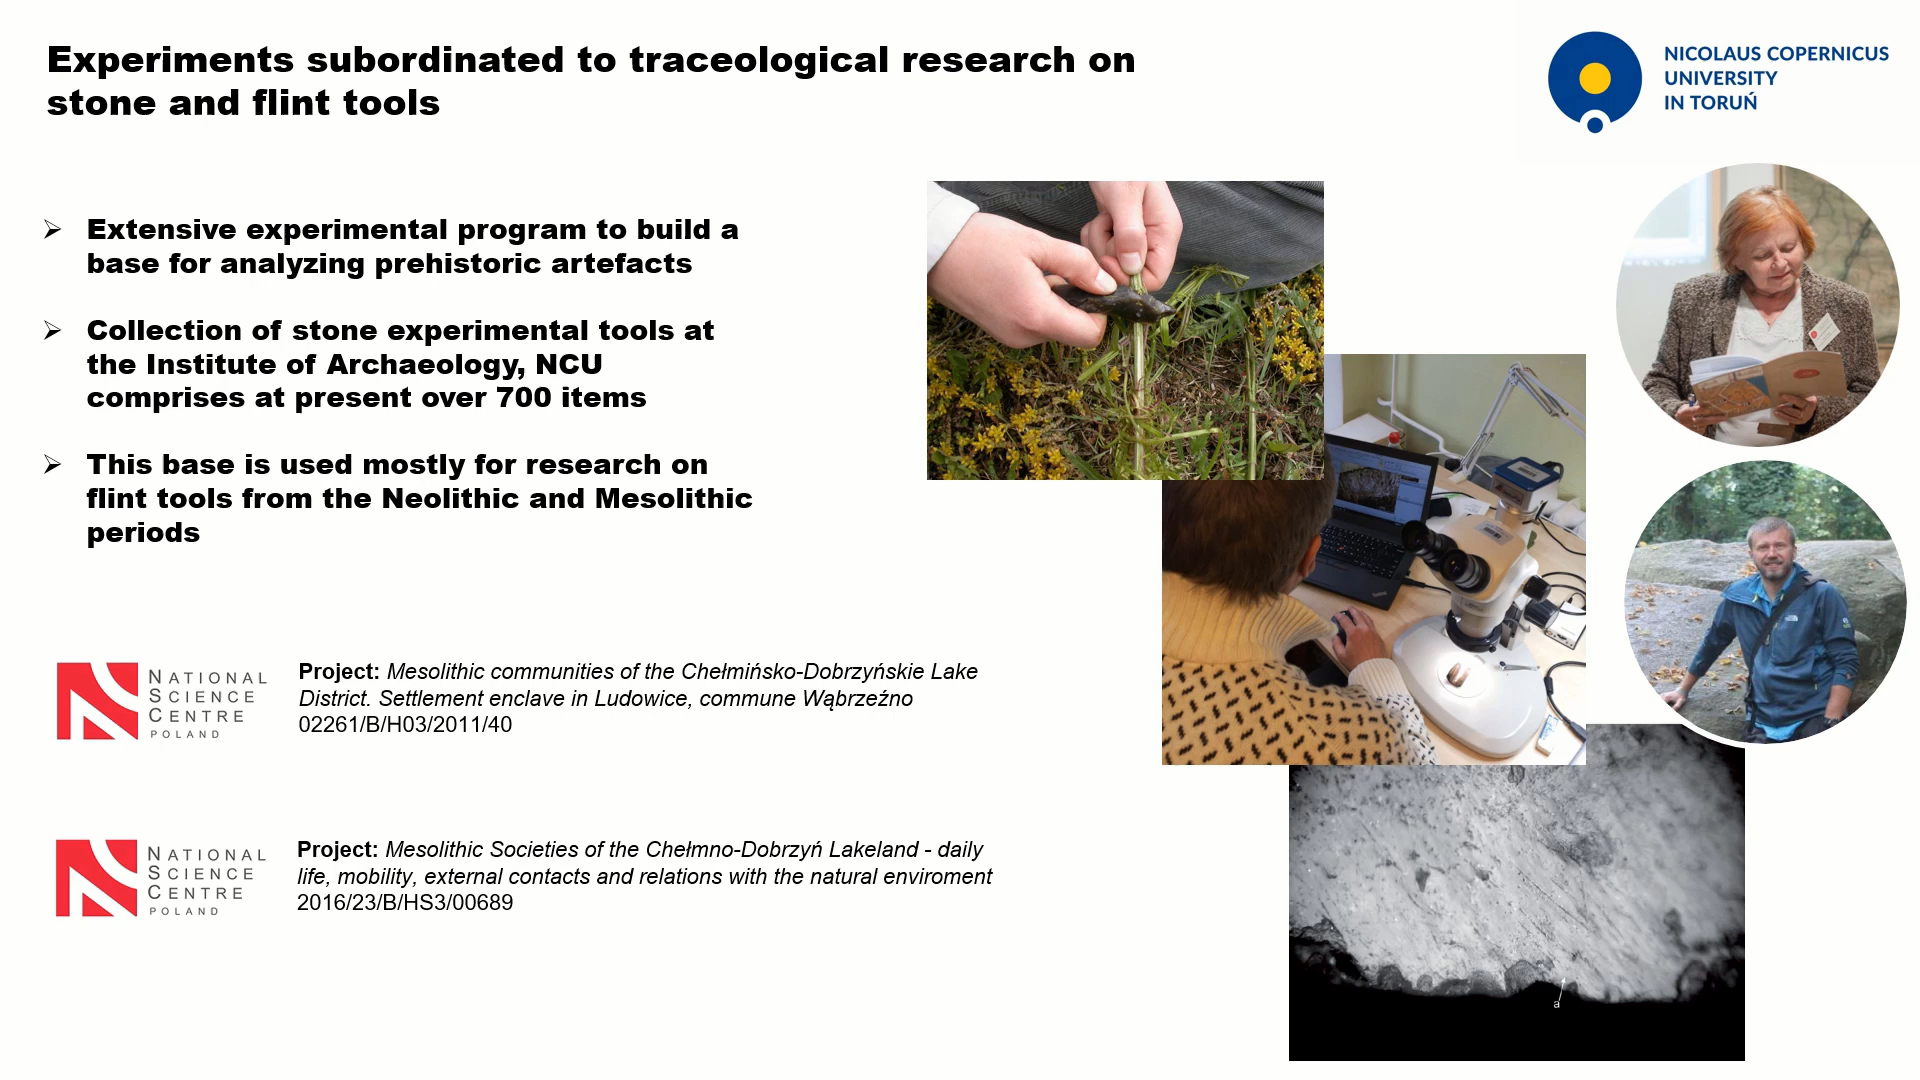 Experiments subordinated to traceological research on
stone and flint tools
NICOLAUS COPERNICUS
UNIVERSITY
IN TORUŃ
➢ Extensive experimental program to build a
base for analyzing prehistoric artefacts
➢ Collection of stone experimental tools at
the Institute of Archaeology, NCU
comprises at present over 700 items
➢ This base is used mostly for research on
flint tools from the Neolithic and Mesolithic
periods
NATIONAL
SCIENCE
CENTRE
POLAND
Project: Mesolithic communities of the Chełmińsko-Dobrzyńskie Lake
District. Settlement enclave in Ludowice, commune Wąbrzeźno
02261/B/H03/2011/40
NATIONAL
SCIENCE
CENTRE
POLAND
Project: Mesolithic Societies of the Chełmno-Dobrzyń Lakeland - daily
life, mobility, external contacts and relations with the natural enviroment
2016/23/B/HS3/00689
a